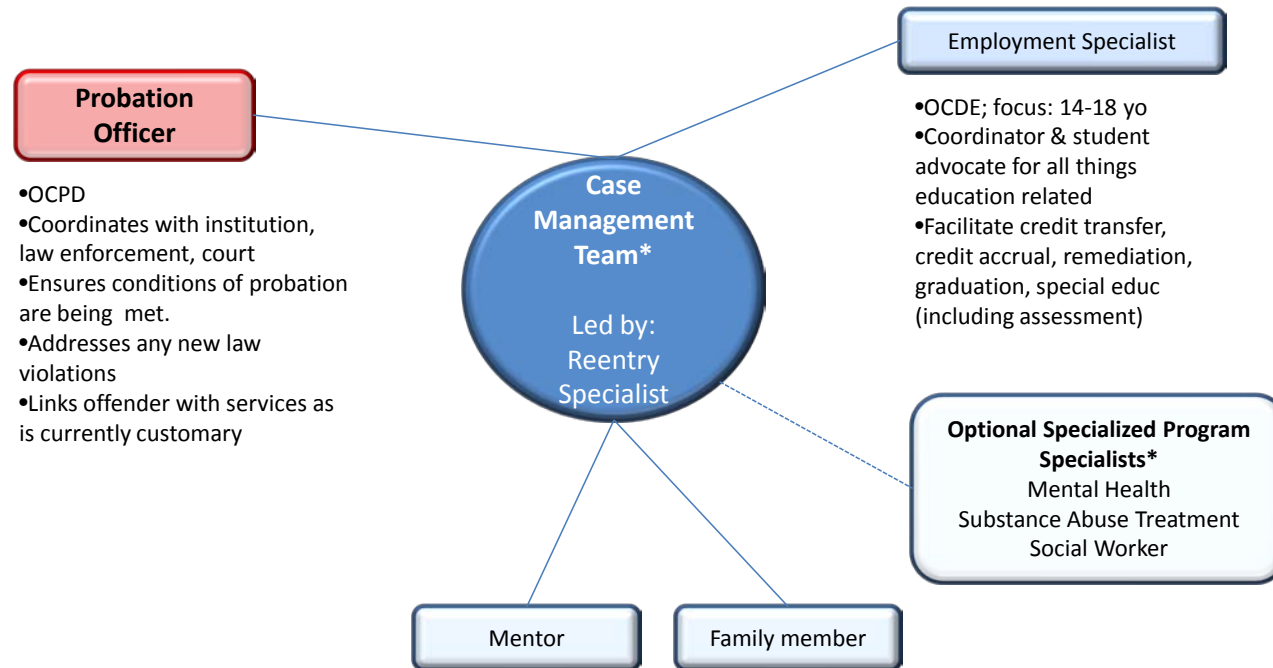 Probation
Officer
•OCPD
•Coordinates with institution,
law enforcement, court
•Ensures conditions of probation
are being  met.
•Addresses any new law
violations
•Links offender with services as
is currently customary
Case
Management
Team*
Led by:
Reentry
Specialist
Employment Specialist
•OCDE; focus: 14-18 yo
•Coordinator & student
advocate for all things
education related
•Facilitate credit transfer,
credit accrual, remediation,
graduation, special educ
(including assessment)
Optional Specialized Program
Specialists*
Mental Health
Substance Abuse Treatment
Social Worker
Mentor
Family member